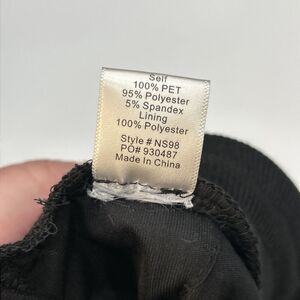 Self
100% PET
95% Polyester
5% Spandex
Lining
100% Polyester
Style # NS98
PO# 930487
Made In China